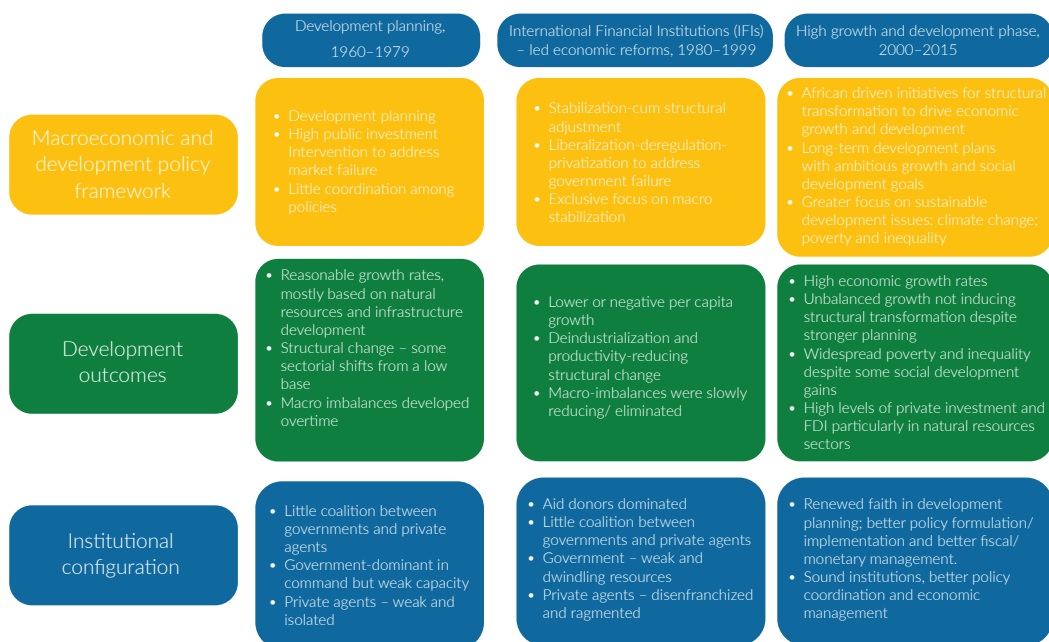 Development planning,
1960–1979
International Financial Institutions (IFIs)
– led economic reforms, 1980–1999
High growth and development phase,
2000–2015
Macroeconomic and
development policy
framework
• Development planning
• High public investment
Intervention to address
market failure
• Little coordination among
policies
• Stabilization-cum structural
adjustment
• Liberalization-deregulation-
privatization to address
government failure
• Exclusive focus on macro
stabilization
• African driven initiatives for structural
transformation to drive economic
growth and development
• Long-term development plans
with ambitious growth and social
development goals
• Greater focus on sustainable
development issues: climate change;
poverty and inequality
Development
outcomes
• Reasonable growth rates,
mostly based on natural
resources and infrastructure
development
• Structural change – some
sectorial shifts from a low
base
• Macro imbalances developed
overtime
• Lower or negative per capita
growth
• Deindustrialization and
productivity-reducing
structural change
• Macro-imbalances were slowly
reducing/ eliminated
• High economic growth rates
• Unbalanced growth not inducing
structural transformation despite
stronger planning
• Widespread poverty and inequality
despite some social development
gains
• High levels of private investment and
FDI particularly in natural resources
sectors
Institutional
configuration
• Little coalition between
governments and private
agents
• Government-dominant in
command but weak capacity
• Private agents – weak and
isolated
• Aid donors dominated
• Little coalition between
governments and private agents
• Government – weak and
dwindling resources
• Private agents – disenfranchized
and ragmented
• Renewed faith in development
planning; better policy formulation/
implementation and better fiscal/
monetary management.
• Sound institutions, better policy
coordination and economic
management